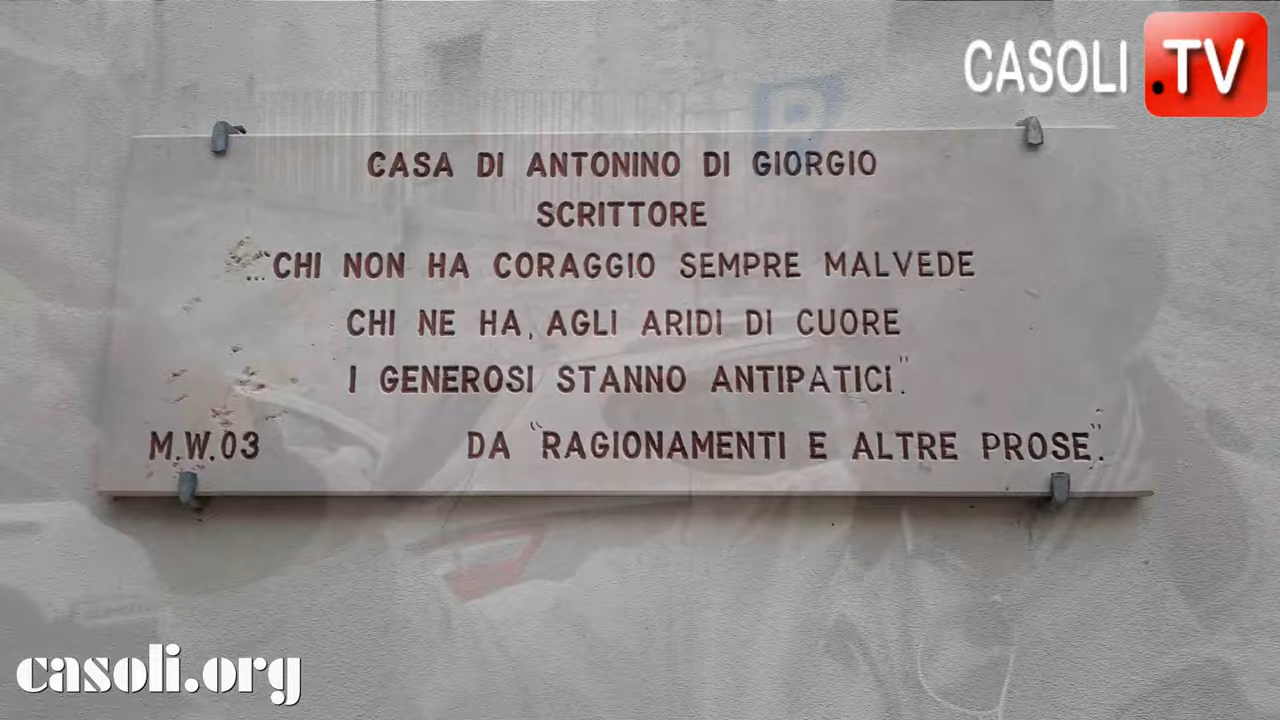 CASOLI .TV
CASA DI ANTONINO DI GIORGIO
SCRITTORE
..."CHI NON HA CORAGGIO SEMPRE MALVEDE
CHI NE HA, AGLI ARIDI DI CUORE
I GENEROSI STANNO ANTIPATICI".
M.W.03 DA "RAGIONAMENTI E ALTRE PROSE".
casoli.org